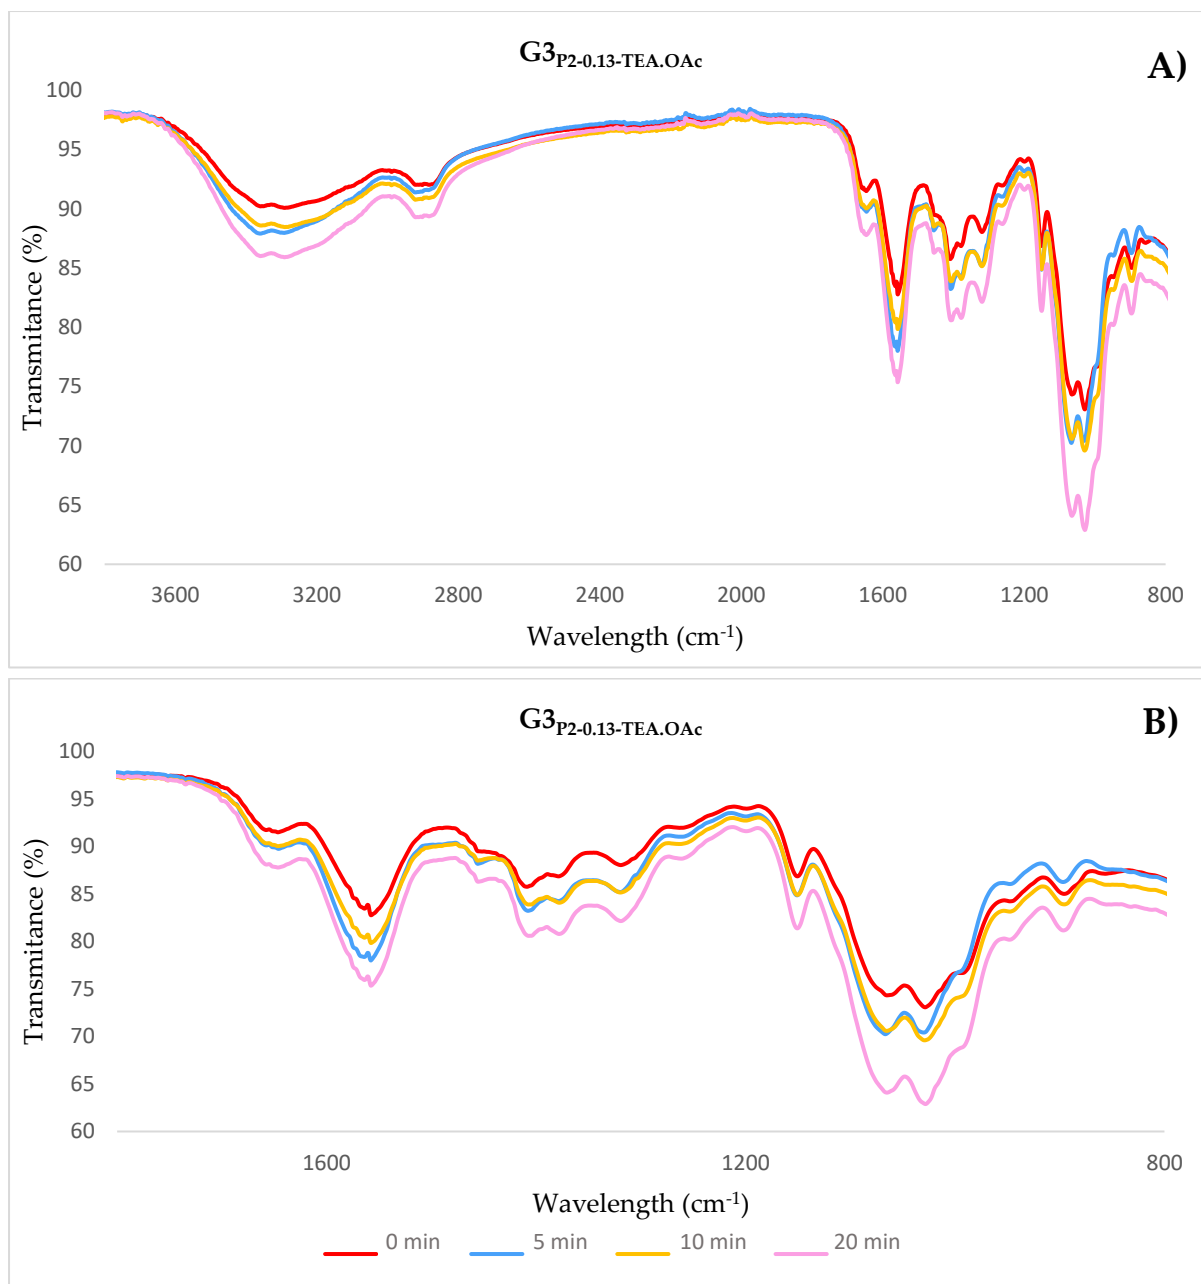 G3P2-0.13-TEA.OAc
A)
100
95
90
85
80
75
70
65
60
Transmitance (%)
3600 3200 2800 2400 2000 1600 1200 800
Wavelength (cm-1)
G3P2-0.13-TEA.OAc
B)
100
95
90
85
80
75
70
65
60
Transmitance (%)
1600 1200 800
Wavelength (cm-1)
0 min 5 min 10 min 20 min